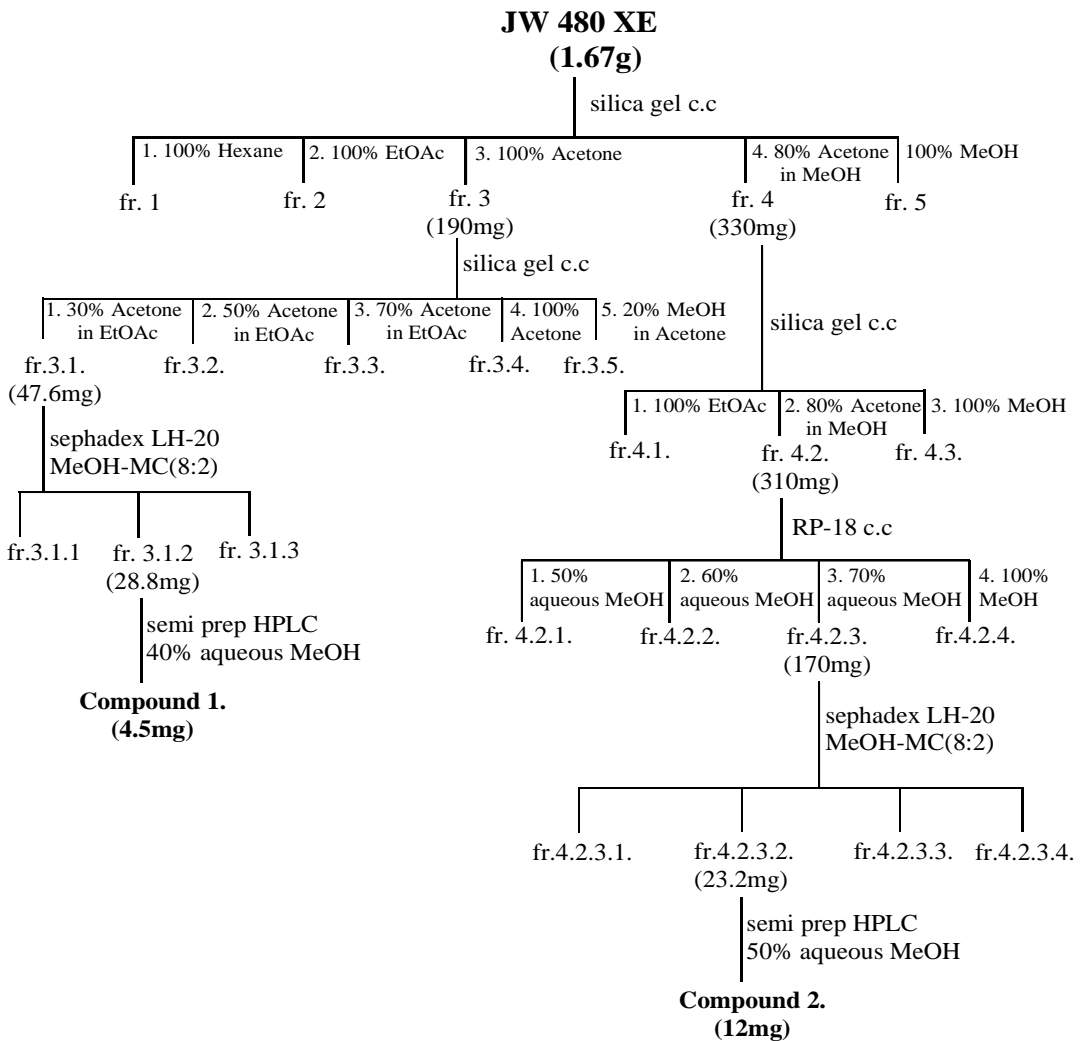 JW 480 XE
(1.67g)
silica gel c.c
1. 100% Hexane
2. 100% EtOAc
3. 100% Acetone
4. 80% Acetone
in MeOH
100% MeOH
fr. 1
fr. 2
fr. 3
(190mg)
fr. 4
(330mg)
fr. 5
silica gel c.c
1. 30% Acetone
in EtOAc
2. 50% Acetone
in EtOAc
3. 70% Acetone
in EtOAc
4. 100%
Acetone
5. 20% MeOH
in Acetone
fr.3.1.
(47.6mg)
fr.3.2.
fr.3.3.
fr.3.4.
fr.3.5.
sephadex LH-20
MeOH-MC(8:2)
fr.3.1.1
fr. 3.1.2
(28.8mg)
fr. 3.1.3
semi prep HPLC
40% aqueous MeOH
Compound 1.
(4.5mg)
silica gel c.c
1. 100% EtOAc
2. 80% Acetone
in MeOH
3. 100% MeOH
fr.4.1.
fr. 4.2.
(310mg)
fr. 4.3.
RP-18 c.c
1. 50%
aqueous MeOH
2. 60%
aqueous MeOH
3. 70%
aqueous MeOH
4. 100%
MeOH
fr. 4.2.1.
fr.4.2.2.
fr.4.2.3.
(170mg)
fr.4.2.4.
sephadex LH-20
MeOH-MC(8:2)
fr.4.2.3.1.
fr.4.2.3.2.
(23.2mg)
fr.4.2.3.3.
fr.4.2.3.4.
semi prep HPLC
50% aqueous MeOH
Compound 2.
(12mg)